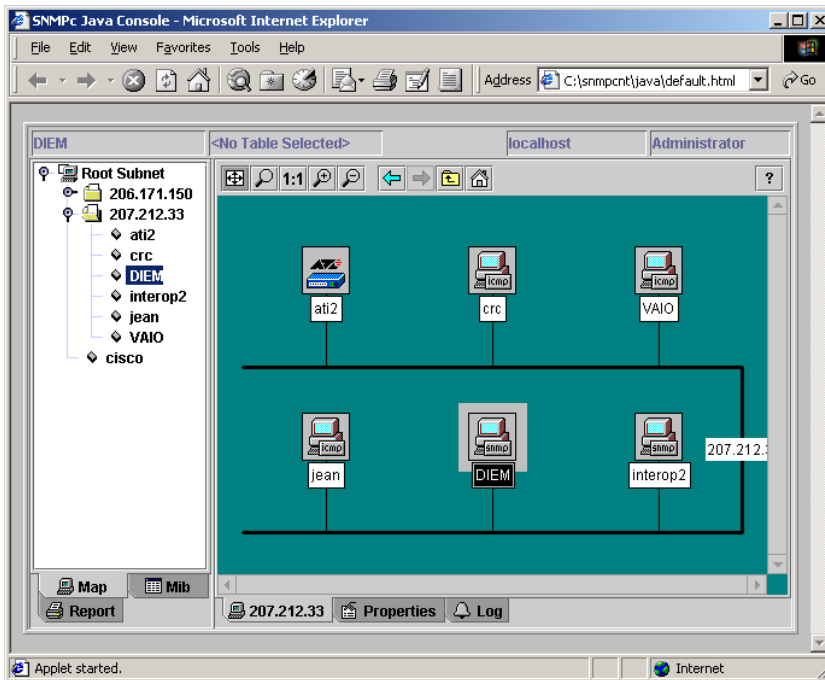 SNMPc Java Console - Microsoft Internet Explorer
File Edit View Favorites Tools Help
Address C:\snmpcnt\java\default.html Go
DIEM <No Table Selected> localhost Administrator
Root Subnet
206.171.150
207.212.33
ati2
crc
DIEM
interop2
jean
VAIO
cisco
1:1 ?
icmp icmp
ati2 crc VAIO
icmp snmp snmp
207.212.
jean DIEM interop2
Map Mib
Report
207.212.33 Properties Log
Applet started. Internet